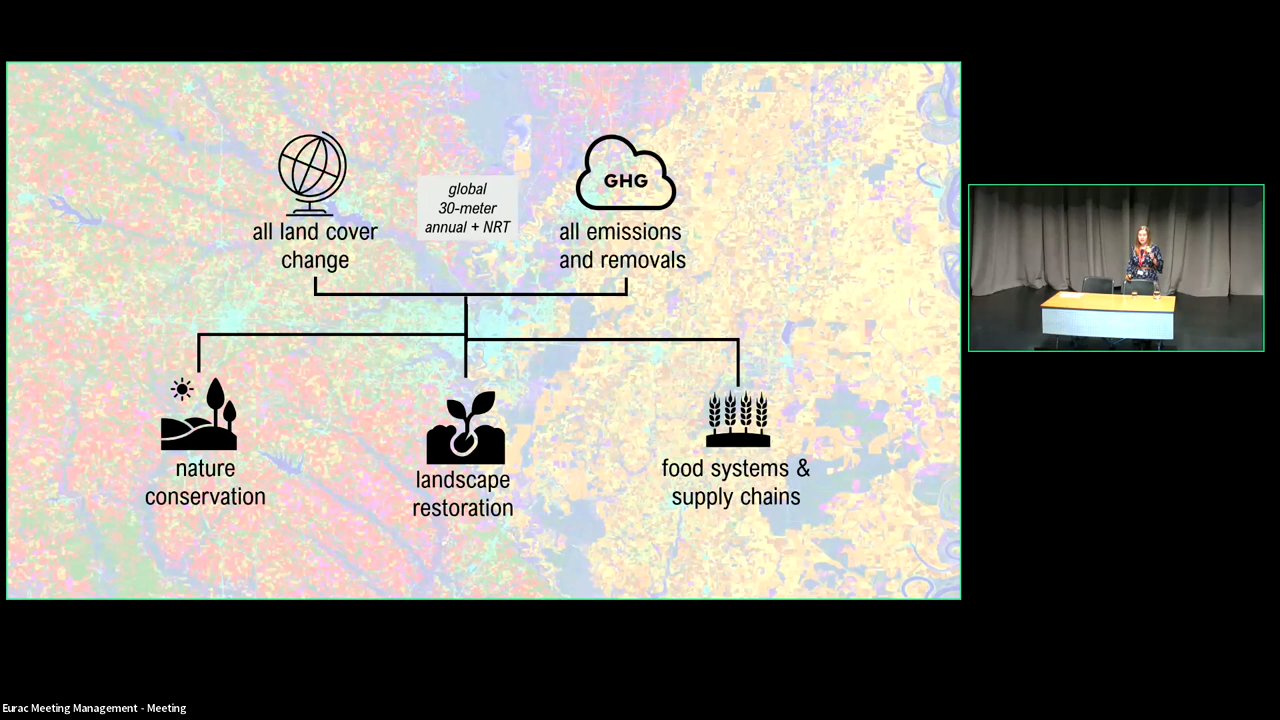 GHG
global
30-meter
annual + NRT
all land cover
change
all emissions
and removals
nature
conservation
landscape
restoration
food systems &
supply chains
Eurac Meeting Management - Meeting